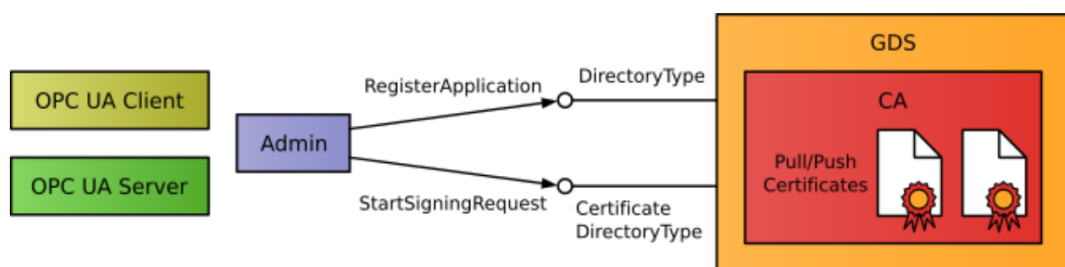 GDS
DirectoryType
RegisterApplication
OPC UA Client
CA
Admin
Pull/Push
Certificates
OPC UA Server
StartSigningRequest
Certificate
DirectoryType